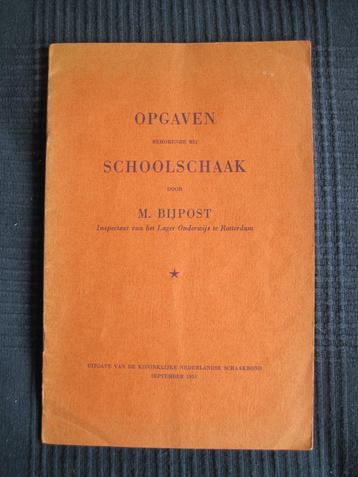 OPGAVEN
BEHORENDE BIJ
SCHOOLSCHAAK
DOOR
M. BIJPOST
Inspecteur van het Lager Onderwijs te Rotterdam
UITGAVE VAN DE KONINKLIJKE NEDERLANDSE SCHAAKBOND
SEPTEMBER